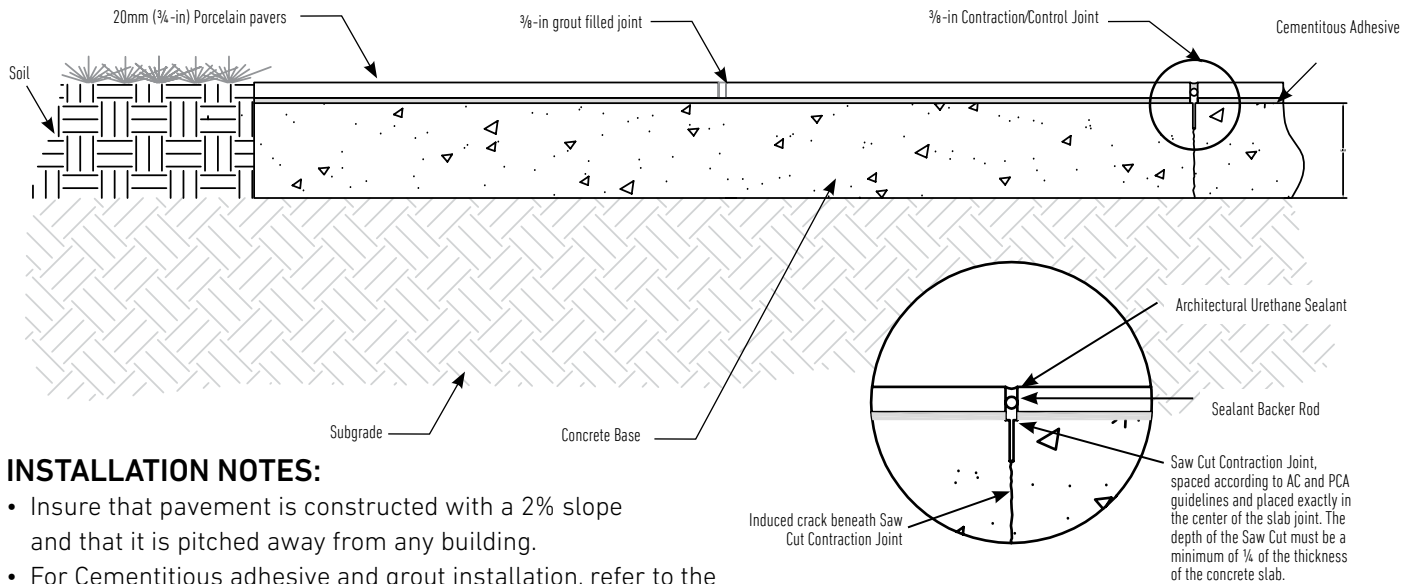 20mm (¾-in) Porcelain pavers
⅜-in grout filled joint
⅜-in Contraction/Control Joint
Cementitous Adhesive
Soil
Architectural Urethane Sealant
Sealant Backer Rod
Subgrade
Concrete Base
Saw Cut Contraction Joint,
spaced according to AC and PCA
guidelines and placed exactly in
the center of the slab joint. The
depth of the Saw Cut must be a
minimum of ¼ of the thickness
of the concrete slab.
Induced crack beneath Saw
Cut Contraction Joint
INSTALLATION NOTES:
• Insure that pavement is constructed with a 2% slope
and that it is pitched away from any building.
• For Cementitious adhesive and grout installation, refer to the